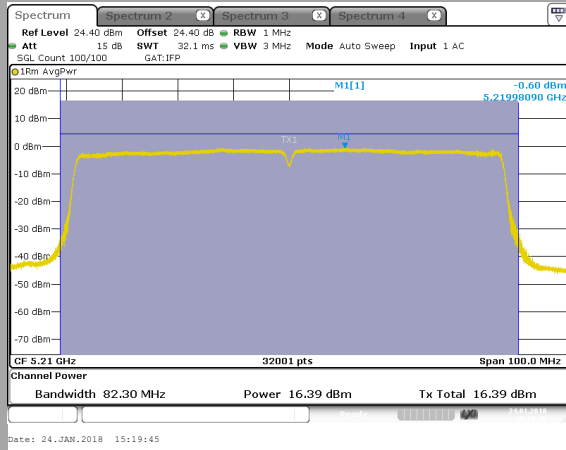 Spectrum Spectrum 2 X Spectrum 3 X Spectrum 4 X
Ref Level 24.40 dBm Offset 24.40 dB RBW 1 MHz
Att 15 dB SWT 32.1 ms VBW 3 MHz Mode Auto Sweep Input 1 AC
SGL Count 100/100 GAT:IFP
1Rm AvgPwr
M1[1] -0.60 dBm
5.21998090 GHz
20 dBm
10 dBm
TX1 M1
0 dBm
-10 dBm
-20 dBm
-30 dBm
-40 dBm
-50 dBm
-60 dBm
-70 dBm
CF 5.21 GHz 32001 pts Span 100.0 MHz
Channel Power
Bandwidth 82.30 MHz Power 16.39 dBm Tx Total 16.39 dBm
Ready 24.01.2018
Date: 24.JAN.2018 15:19:45